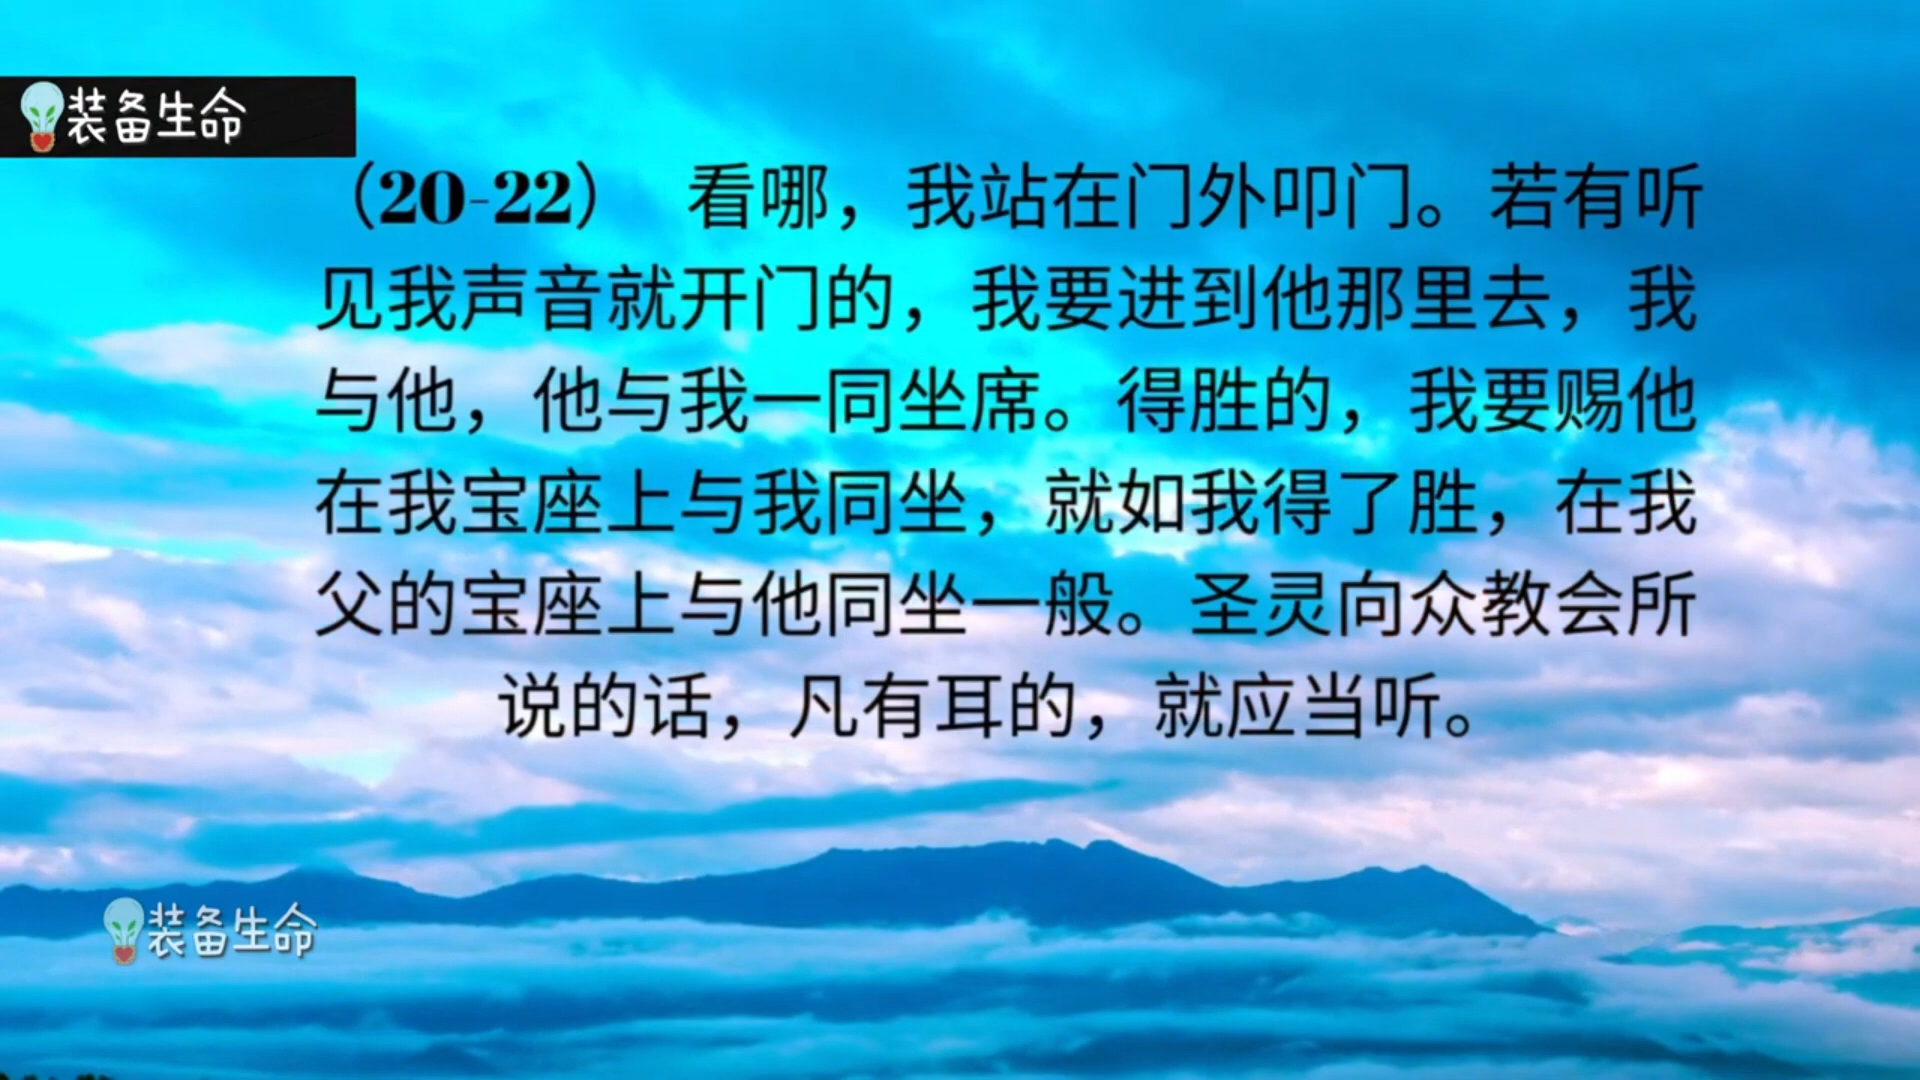 装备生命
（20-22） 看哪，我站在门外叩门。若有听
见我声音就开门的，我要进到他那里去，我
与他，他与我一同坐席。得胜的，我要赐他
在我宝座上与我同坐，就如我得了胜，在我
父的宝座上与他同坐一般。圣灵向众教会所
说的话，凡有耳的，就应当听。
装备生命